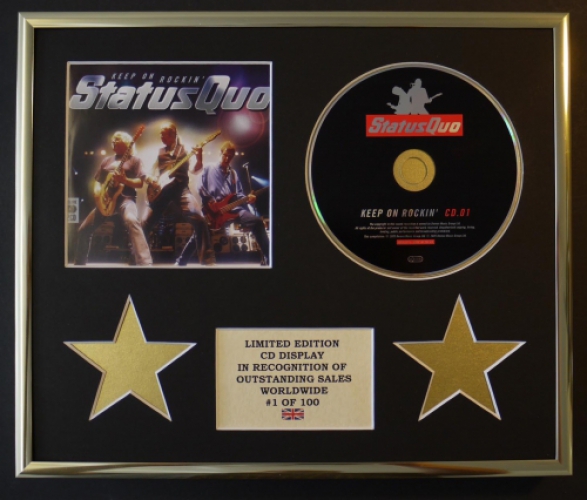 KEEP ON ROCKIN'
StatusQuo
StatusQuo
KEEP ON ROCKIN' CD.01
LIMITED EDITION
CD DISPLAY
IN RECOGNITION OF
OUTSTANDING SALES
WORLDWIDE
#1 OF 100